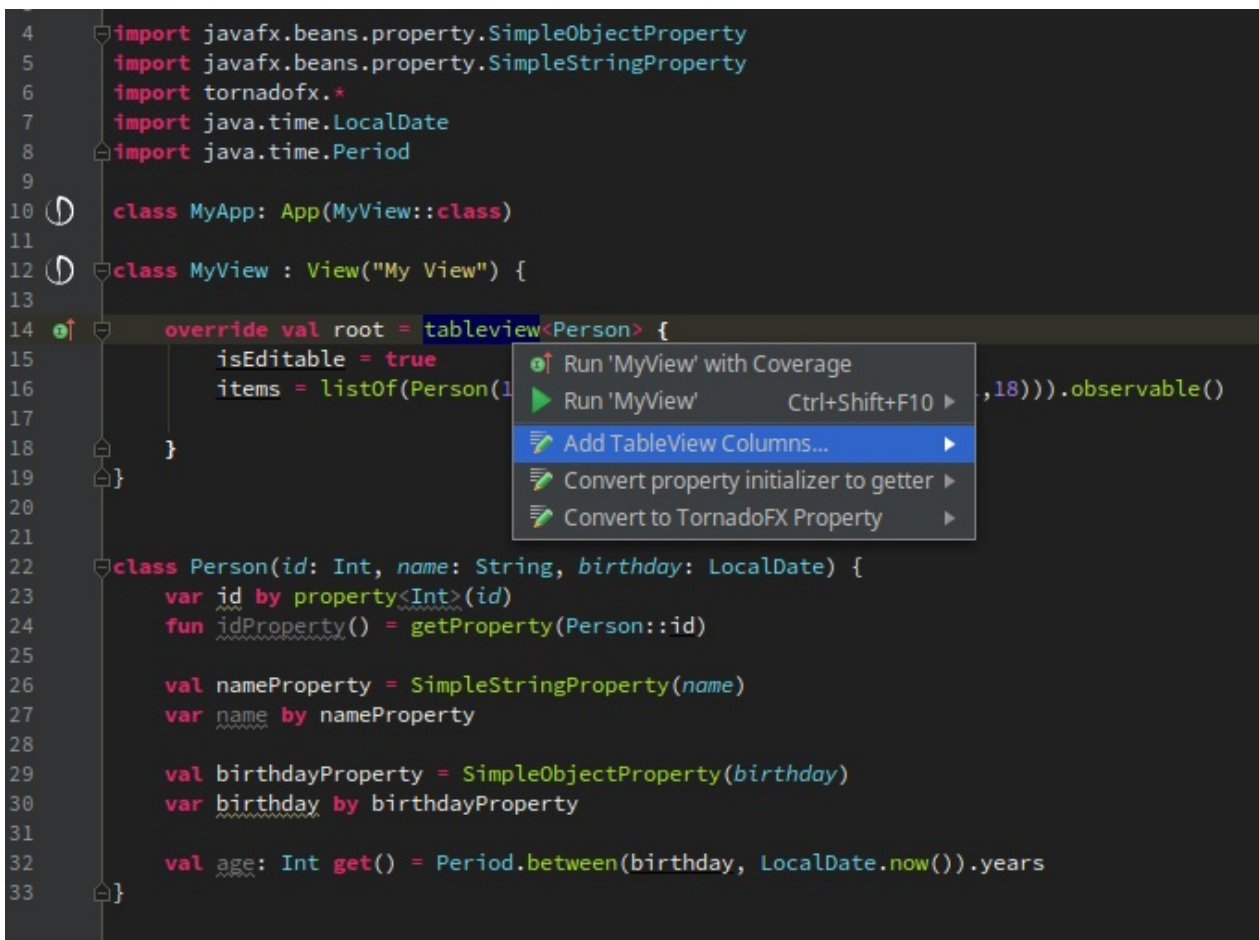 4 import javafx.beans.property.SimpleObjectProperty
5 import javafx.beans.property.SimpleStringProperty
6 import tornadofx.*
7 import java.time.LocalDate
8 import java.time.Period
9
10 class MyApp: App(MyView::class)
11
12 class MyView : View("My View") {
13
14 override val root = tableview<Person> {
15 isEditable = true
16 items = listOf(Person(1 ,18))).observable()
17
18 }
19 }
20
21
22 class Person(id: Int, name: String, birthday: LocalDate) {
23 var id by property<Int>(id)
24 fun idProperty() = getProperty(Person::id)
25
26 val nameProperty = SimpleStringProperty(name)
27 var name by nameProperty
28
29 val birthdayProperty = SimpleObjectProperty(birthday)
30 var birthday by birthdayProperty
31
32 val age: Int get() = Period.between(birthday, LocalDate.now()).years
33 }
Run 'MyView' with Coverage
Run 'MyView' Ctrl+Shift+F10
Add TableView Columns...
Convert property initializer to getter
Convert to TornadoFX Property